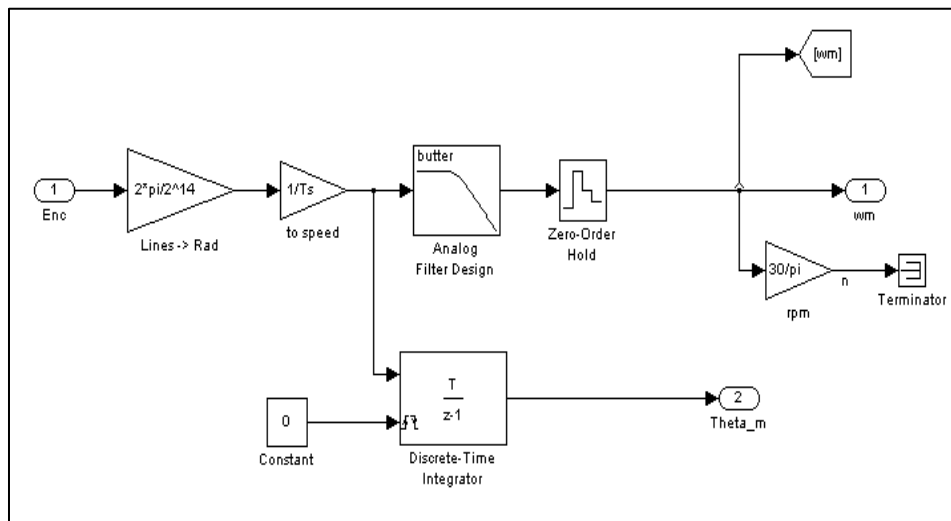 [wm]
1
Enc
2*pi/2^14
Lines -> Rad
1/Ts
to speed
butter
Analog
Filter Design
Zero-Order
Hold
1
wm
30/pi
rpm
n
Terminator
0
Constant
T
z-1
Discrete-Time
Integrator
2
Theta_m